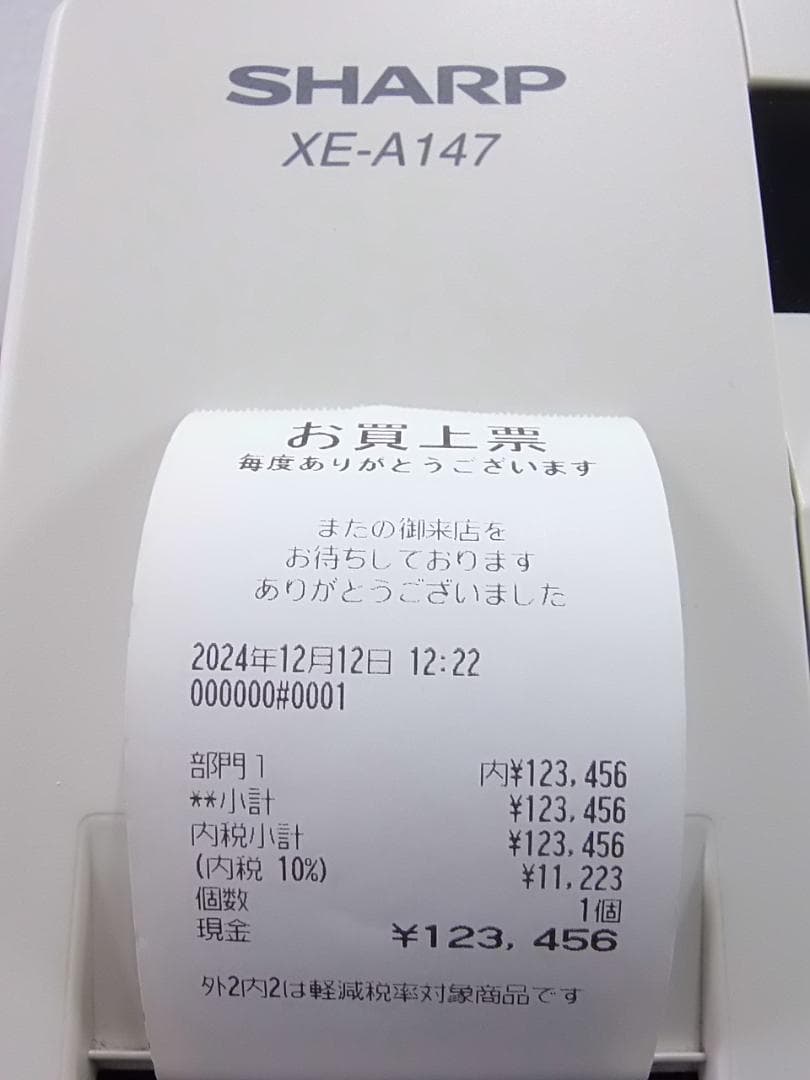 SHARP
XE-A147
お買上票
毎度ありがとうございます
またの御来店を
お待ちしております
ありがとうございました
2024年12月12日 12:22
000000#0001
部門1 内¥123,456
**小計 ¥123,456
内税小計 ¥123,456
(内税 10%) ¥11,223
個数 1個
現金 ¥123,456
外2内2は軽減税率対象商品です